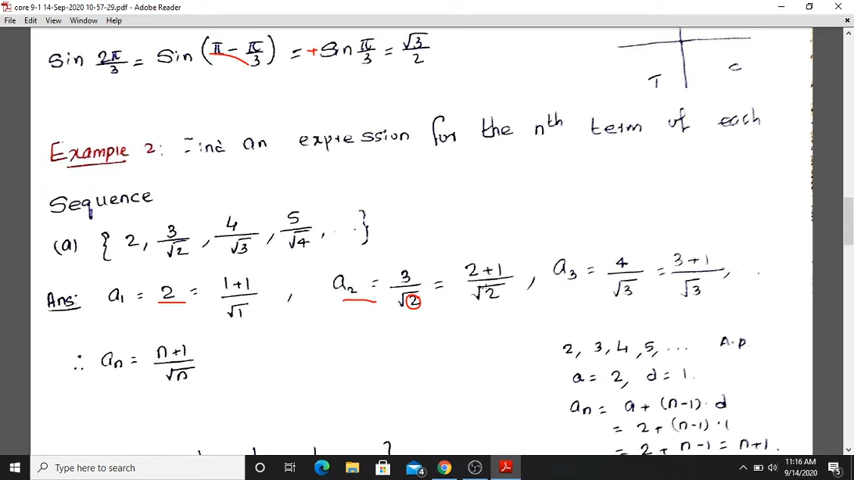 core 9-1 14-Sep-2020 10-57-29.pdf - Adobe Reader
File Edit View Window Help
Sin 2π/3 = Sin (π - π/3) = +Sin π/3 = √3/2
T C
Example 2: Find an expression for the nth term of each
Sequence
(a) { 2, 3/√2, 4/√3, 5/√4, ... }
Ans: a₁ = 2 = 1+1/√1 , a₂ = 3/√2 = 2+1/√2 , a₃ = 4/√3 = 3+1/√3 , ...
∴ aₙ = n+1/√n
2, 3, 4, 5, ... A.p
a = 2, d = 1.
aₙ = a + (n-1)·d
= 2 + (n-1)·1
= 2 + n-1 = n+1.
Type here to search
11:16 AM
9/14/2020